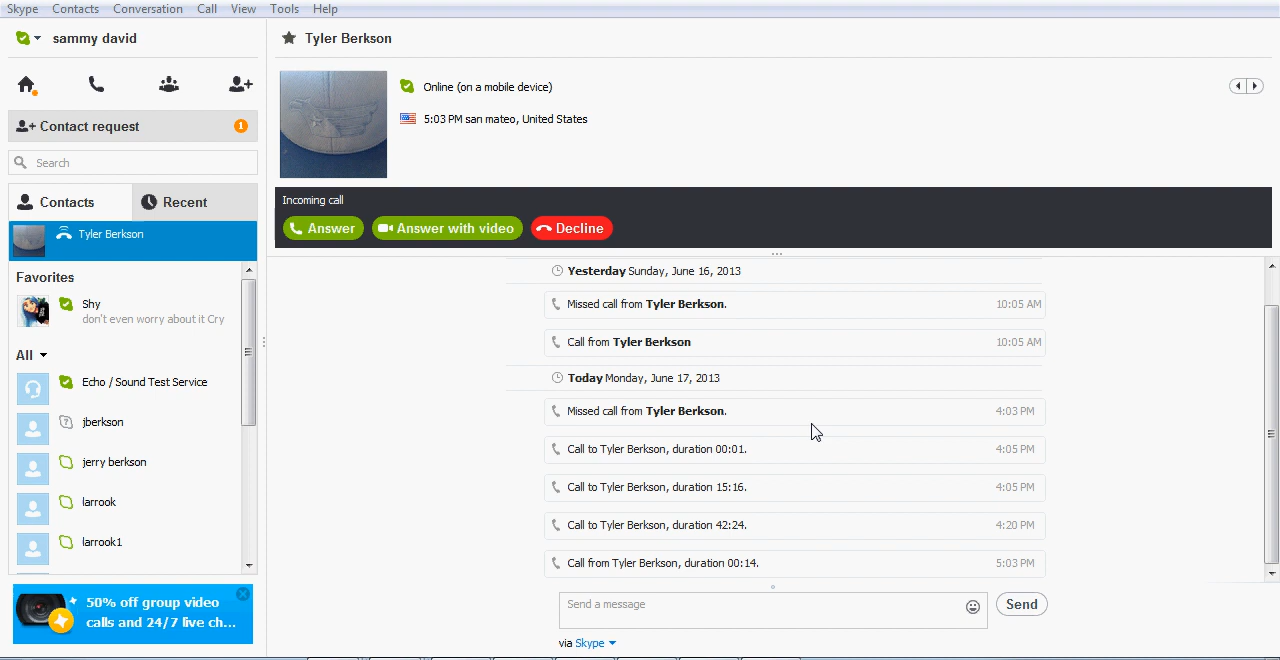 Skype Contacts Conversation Call View Tools Help
sammy david
Contact request 1
Search
Contacts Recent
Tyler Berkson
Favorites
Shy
don't even worry about it Cry
All
Echo / Sound Test Service
jberkson
jerry berkson
larrook
larrook1
50% off group video
calls and 24/7 live ch...
Tyler Berkson
Online (on a mobile device)
5:03 PM san mateo, United States
Incoming call
Answer Answer with video Decline
Yesterday Sunday, June 16, 2013
Missed call from Tyler Berkson. 10:05 AM
Call from Tyler Berkson 10:05 AM
Today Monday, June 17, 2013
Missed call from Tyler Berkson. 4:03 PM
Call to Tyler Berkson, duration 00:01. 4:05 PM
Call to Tyler Berkson, duration 15:16. 4:05 PM
Call to Tyler Berkson, duration 42:24. 4:20 PM
Call from Tyler Berkson, duration 00:14. 5:03 PM
Send a message Send
via Skype